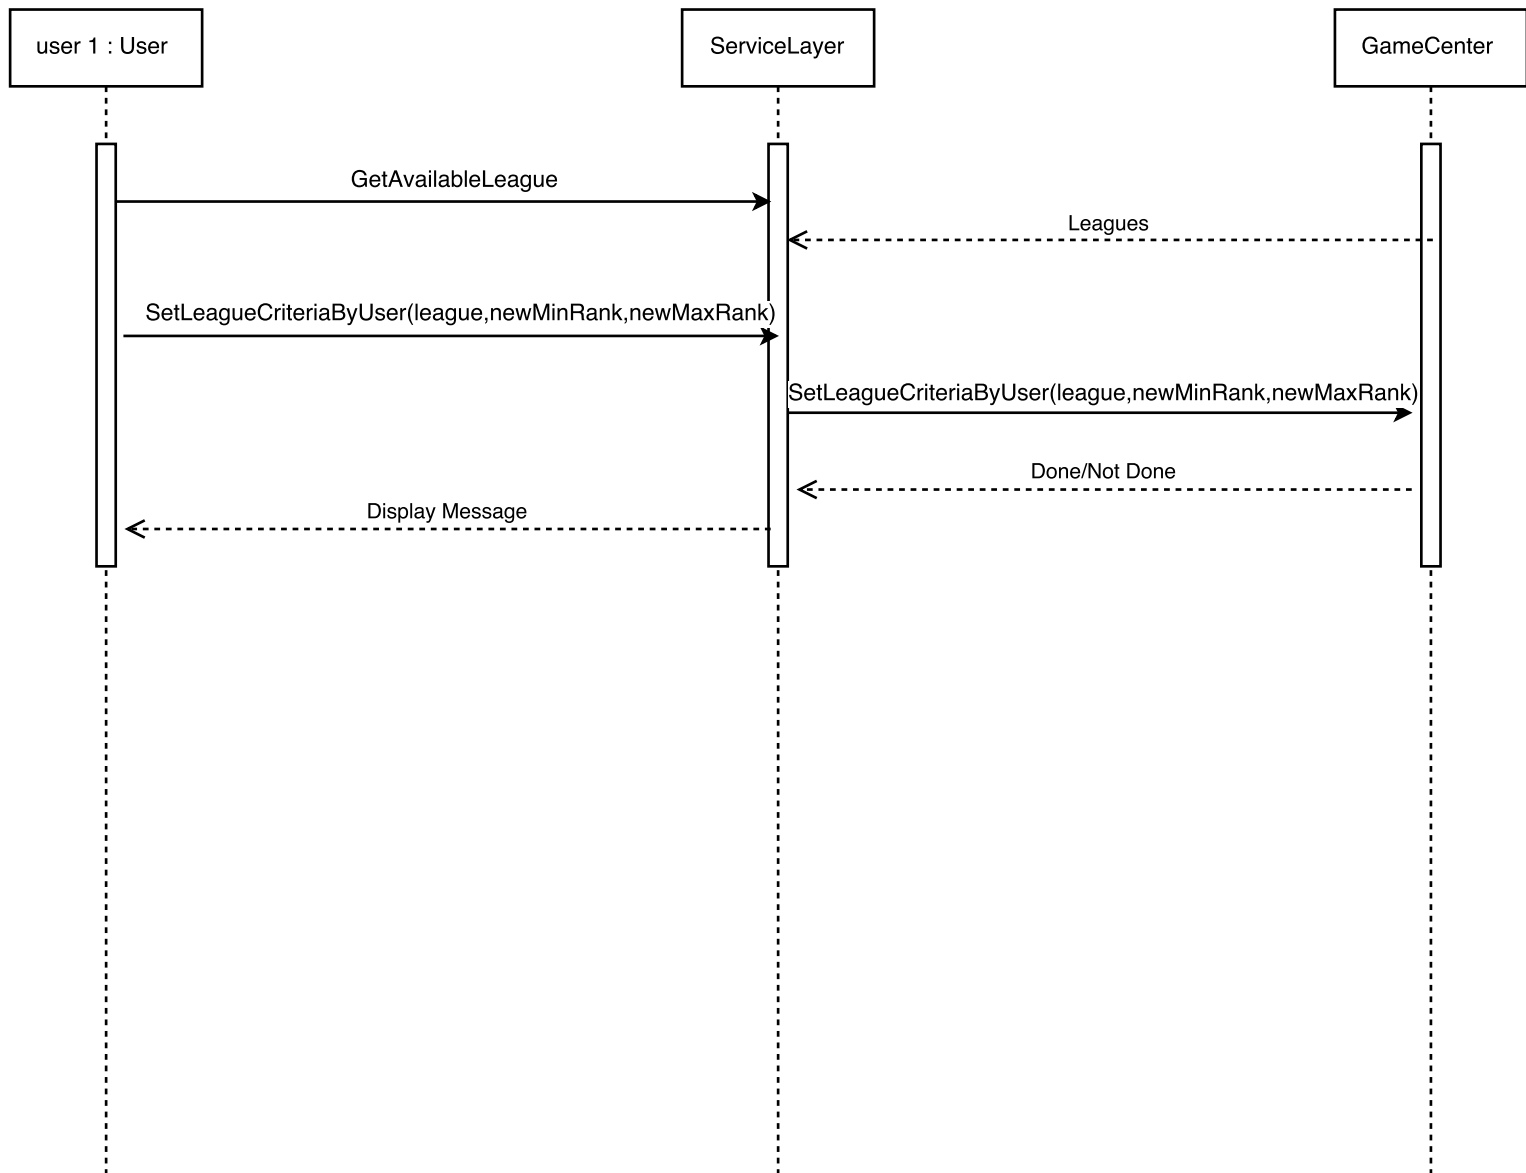 user 1 : User
ServiceLayer
GameCenter
GetAvailableLeague
Leagues
SetLeagueCriteriaByUser(league,newMinRank,newMaxRank)
SetLeagueCriteriaByUser(league,newMinRank,newMaxRank)
Done/Not Done
Display Message